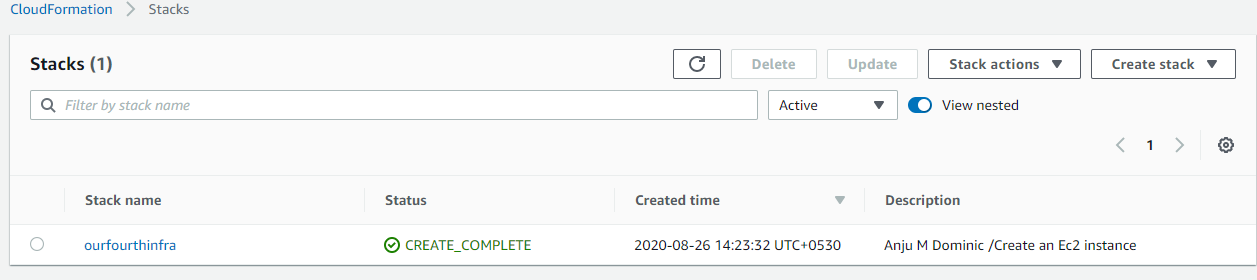 CloudFormation > Stacks
Stacks (1) Delete Update Stack actions Create stack
Filter by stack name Active View nested
1
Stack name Status Created time Description
ourfourthinfra CREATE_COMPLETE 2020-08-26 14:23:32 UTC+0530 Anju M Dominic /Create an Ec2 instance